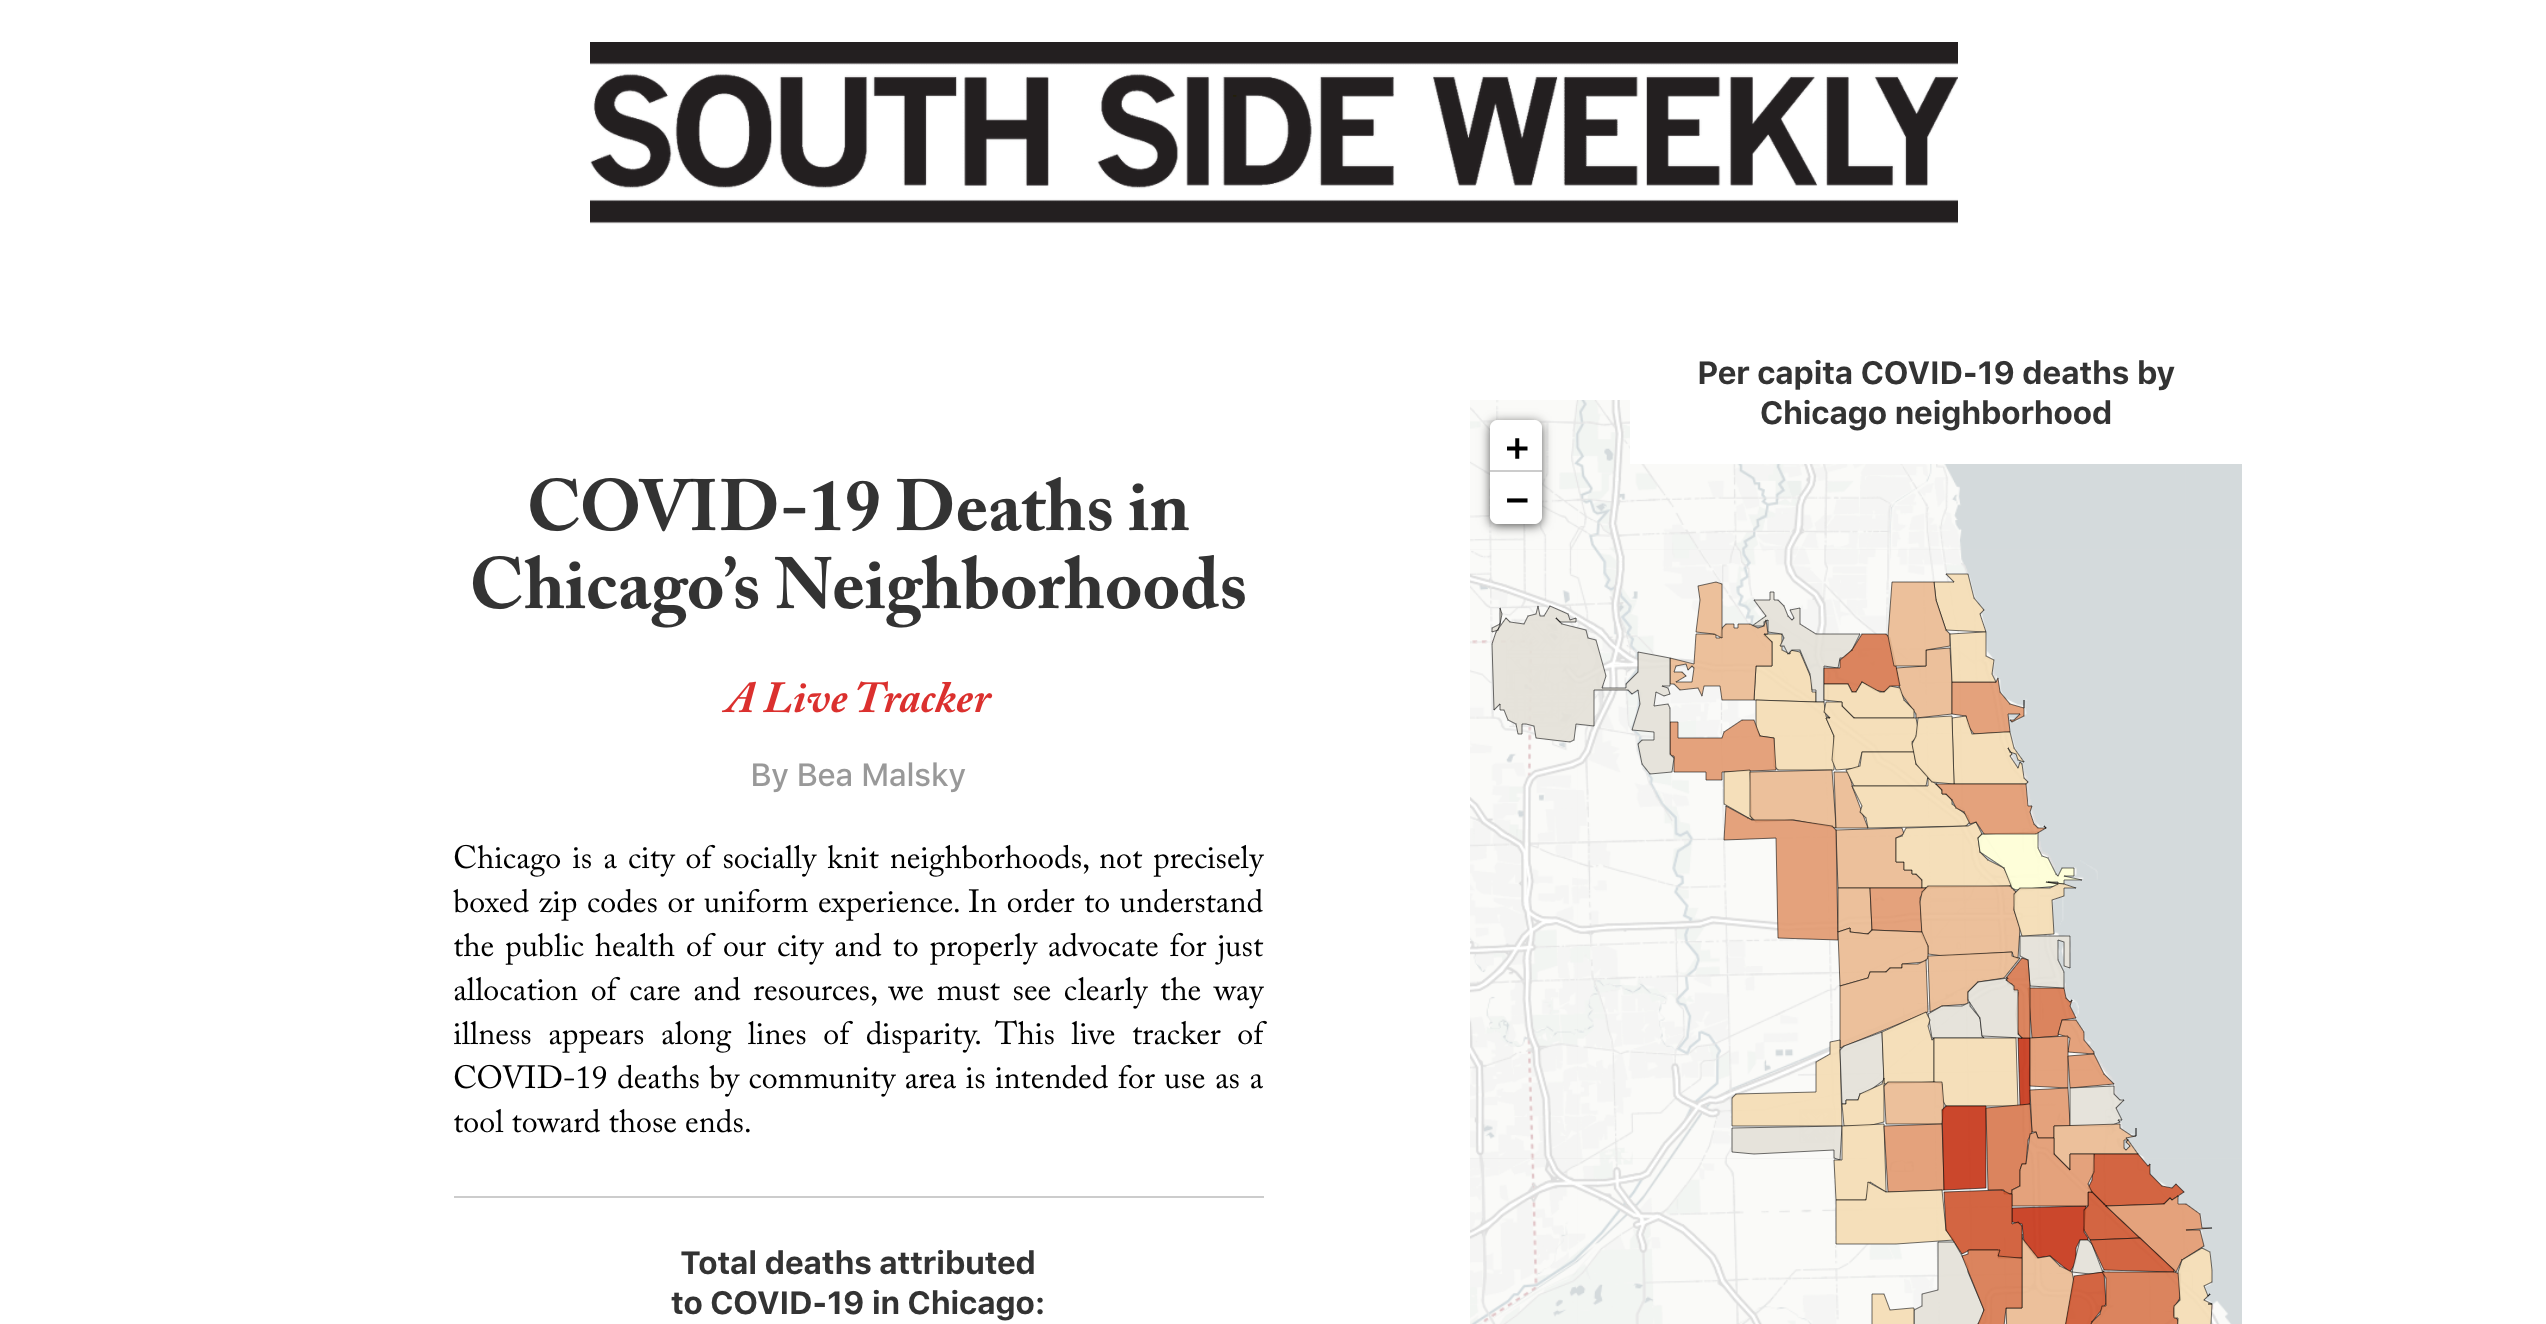 SOUTH SIDE WEEKLY
COVID-19 Deaths in
Chicago’s Neighborhoods
A Live Tracker
By Bea Malsky
Chicago is a city of socially knit neighborhoods, not precisely
boxed zip codes or uniform experience. In order to understand
the public health of our city and to properly advocate for just
allocation of care and resources, we must see clearly the way
illness appears along lines of disparity. This live tracker of
COVID-19 deaths by community area is intended for use as a
tool toward those ends.
Total deaths attributed
to COVID-19 in Chicago:
Per capita COVID-19 deaths by
Chicago neighborhood
+
−